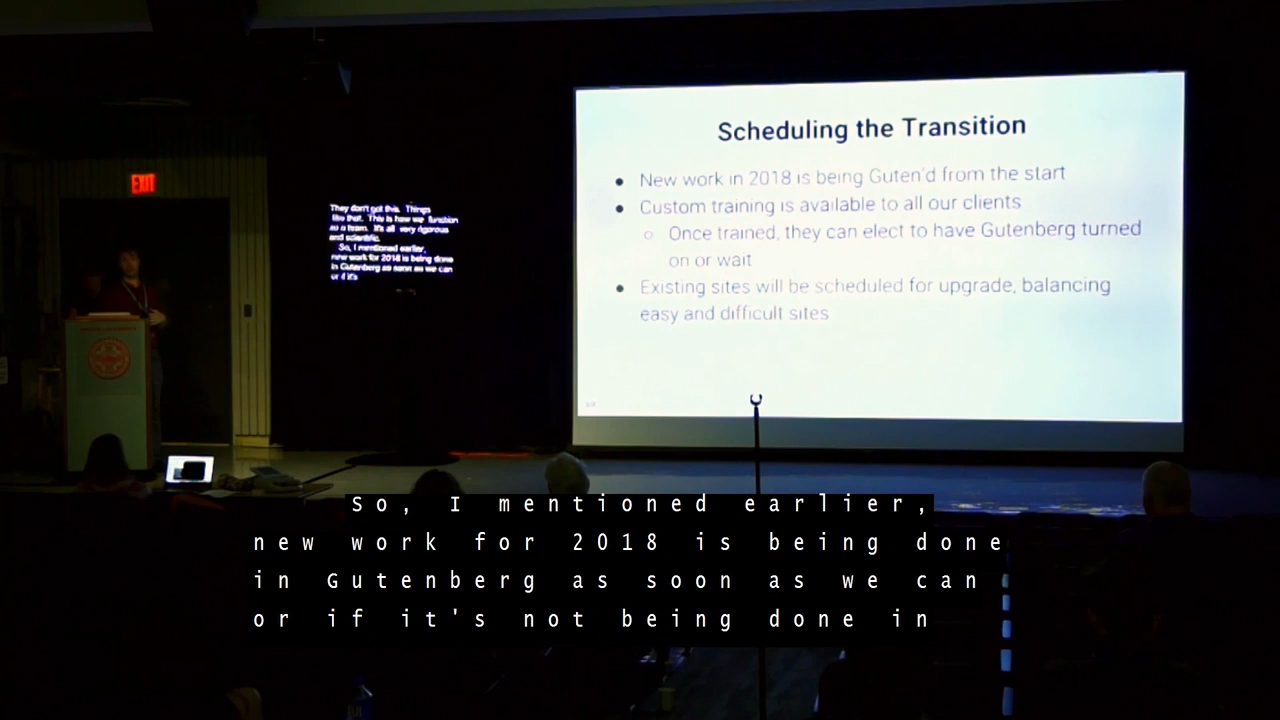 Scheduling the Transition
New work in 2018 is being Guten'd from the start
Custom training is available to all our clients
Once trained, they can elect to have Gutenberg turned
on or wait
Existing sites will be scheduled for upgrade, balancing
easy and difficult sites
EXIT
They don't got this. Things
like that. This is how we function
as a team. It's all very rigorous
and scientific.
So, I mentioned earlier,
new work for 2018 is being done
in Gutenberg as soon as we can
or if it's
So, I mentioned earlier,
new work for 2018 is being done
in Gutenberg as soon as we can
or if it's not being done in